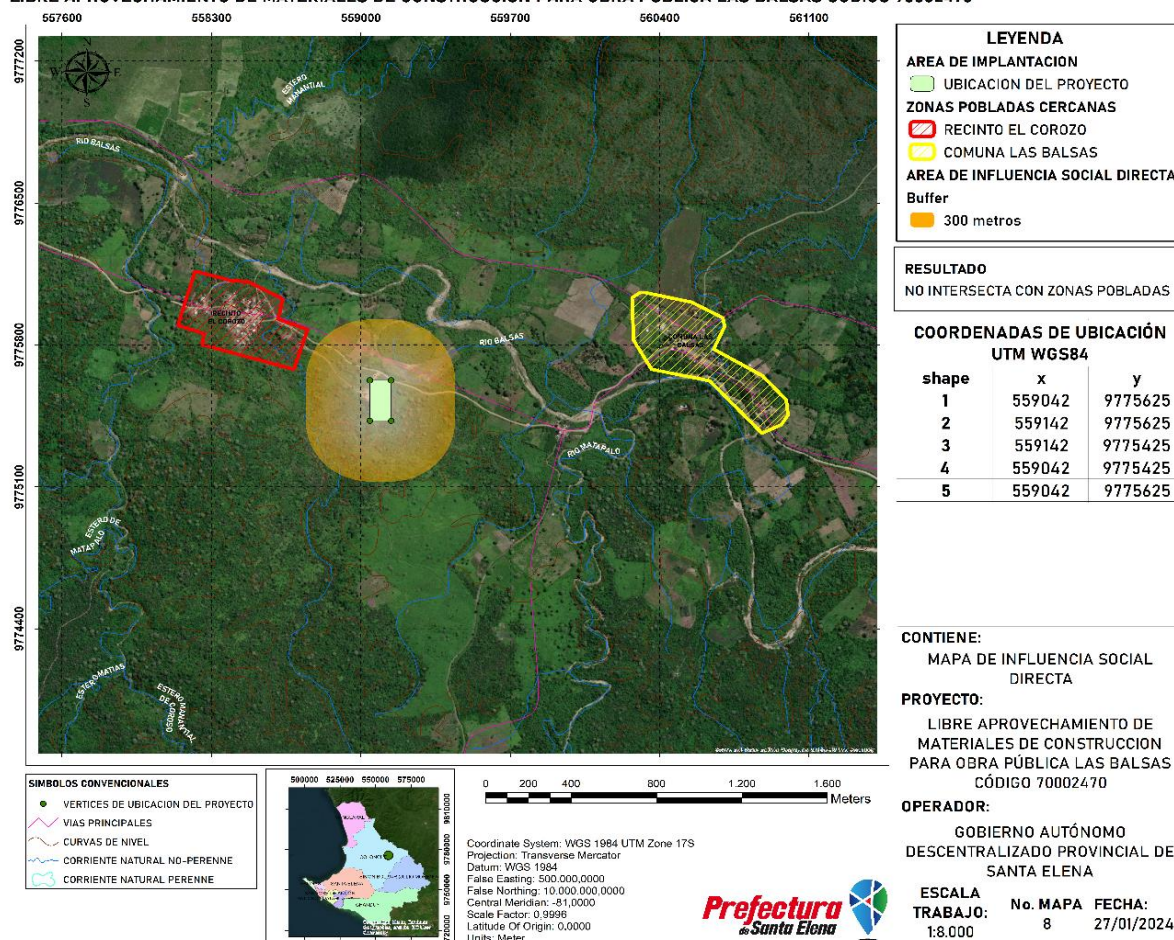 LIBRE APROVECHAMIENTO DE MATERIALES DE CONSTRUCCIÓN PARA OBRA PÚBLICA LAS BALSAS CÓDIGO 70002470
557600 558300 559000 559700 560400 561100
9777200
9776500
9775800
9775100
9774400
N
W E
S
ESTERO
MANANTIAL
RIO BALSAS
RECINTO
EL COROZO
RIO BALSAS
RIO MATAPALO
ESTERO DE
MATAPALO
ESTERO MATIAS
ESTERO
MANANTIAL
DE
COROSO
LEYENDA
AREA DE IMPLANTACION
UBICACION DEL PROYECTO
ZONAS POBLADAS CERCANAS
RECINTO EL COROZO
COMUNA LAS BALSAS
AREA DE INFLUENCIA SOCIAL DIRECTA
Buffer
300 metros
RESULTADO
NO INTERSECTA CON ZONAS POBLADAS
COORDENADAS DE UBICACIÓN
UTM WGS84
shape x y
1 559042 9775625
2 559142 9775625
3 559142 9775425
4 559042 9775425
5 559042 9775625
CONTIENE:
MAPA DE INFLUENCIA SOCIAL
DIRECTA
PROYECTO:
LIBRE APROVECHAMIENTO DE
MATERIALES DE CONSTRUCCION
PARA OBRA PÚBLICA LAS BALSAS
CÓDIGO 70002470
OPERADOR:
GOBIERNO AUTÓNOMO
DESCENTRALIZADO PROVINCIAL DE
SANTA ELENA
ESCALA
TRABAJO:
1:8.000
No. MAPA
8
FECHA:
27/01/2024
SIMBOLOS CONVENCIONALES
VERTICES DE UBICACION DEL PROYECTO
VIAS PRINCIPALES
CURVAS DE NIVEL
CORRIENTE NATURAL NO-PERENNE
CORRIENTE NATURAL PERENNE
500000 525000 550000 575000
9810000
9780000
9750000
9720000
0 200 400 800 1.200 1.600
Meters
Coordinate System: WGS 1984 UTM Zone 17S
Projection: Transverse Mercator
Datum: WGS 1984
False Easting: 500.000,0000
False Northing: 10.000.000,0000
Central Meridian: -81,0000
Scale Factor: 0,9996
Latitude Of Origin: 0,0000
Units: Meter
Prefectura
de Santa Elena